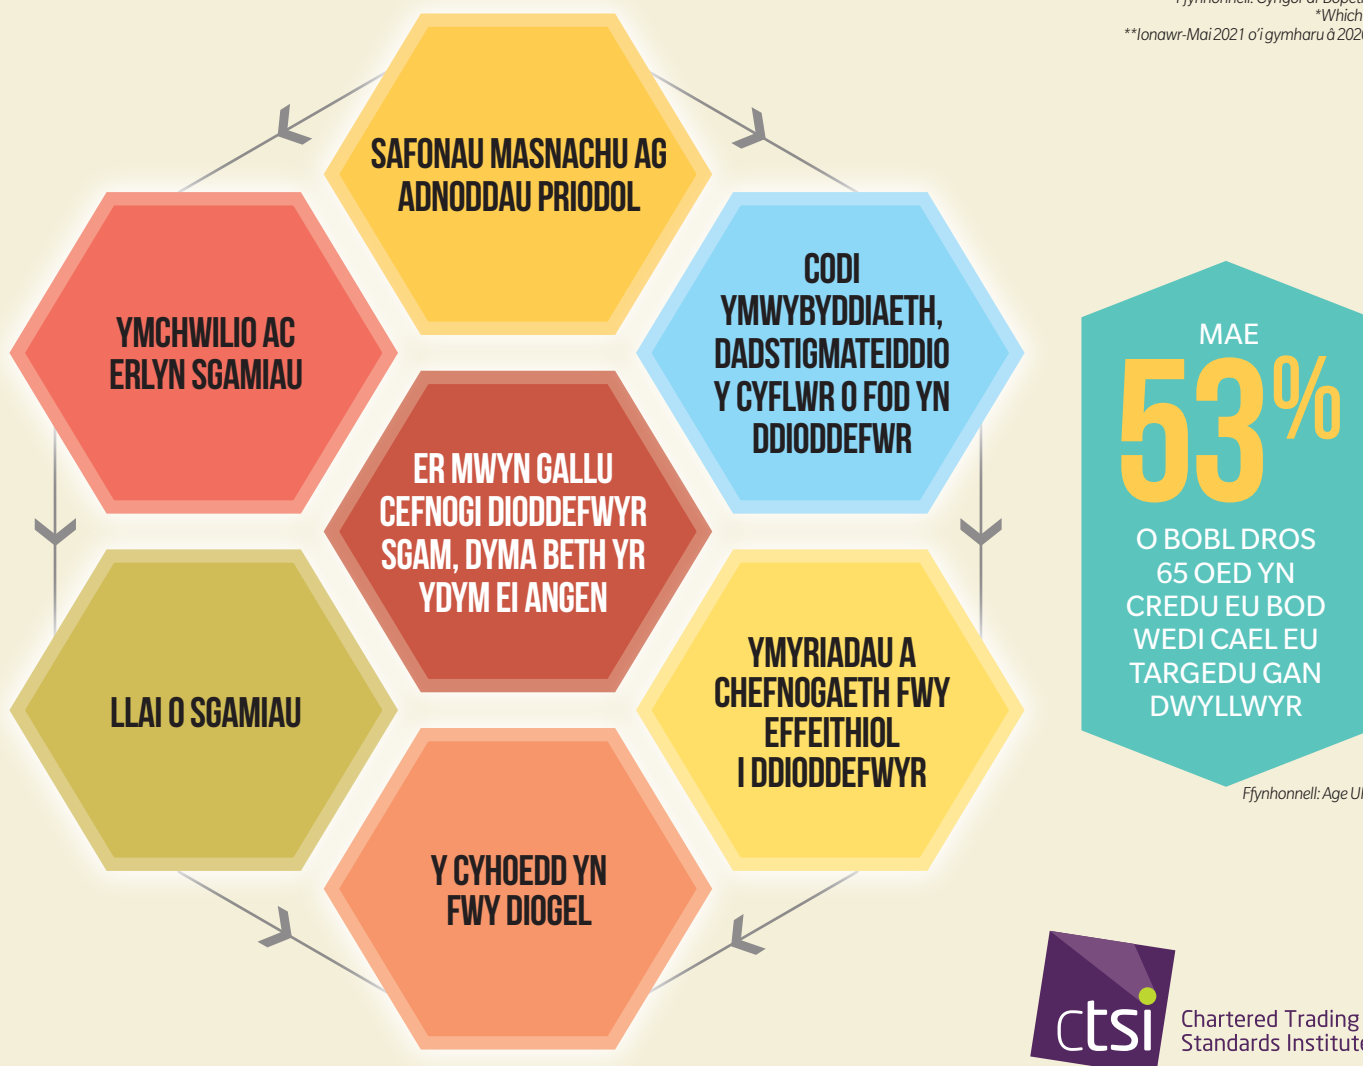 *Which
**Ionawr-Mai 2021 o'i gymharu â 2020
SAFONAU MASNACHU AG
ADNODDAU PRIODOL
YMCHWILIO AC
ERLYN SGAMIAU
CODI
YMWYBYDDIAETH,
DADSTIGMATEIDDIO
Y CYFLWR O FOD YN
DDIODDEFWR
ER MWYN GALLU
CEFNOGI DIODDEFWYR
SGAM, DYMA BETH YR
YDYM EI ANGEN
LLAI O SGAMIAU
YMYRIADAU A
CHEFNOGAETH FWY
EFFEITHIOL
I DDIODDEFWYR
Y CYHOEDD YN
FWY DIOGEL
MAE
53%
O BOBL DROS
65 OED YN
CREDU EU BOD
WEDI CAEL EU
TARGEDU GAN
DWYLLWYR
Ffynhonnell: Age UK
ctsi
Chartered Trading
Standards Institute